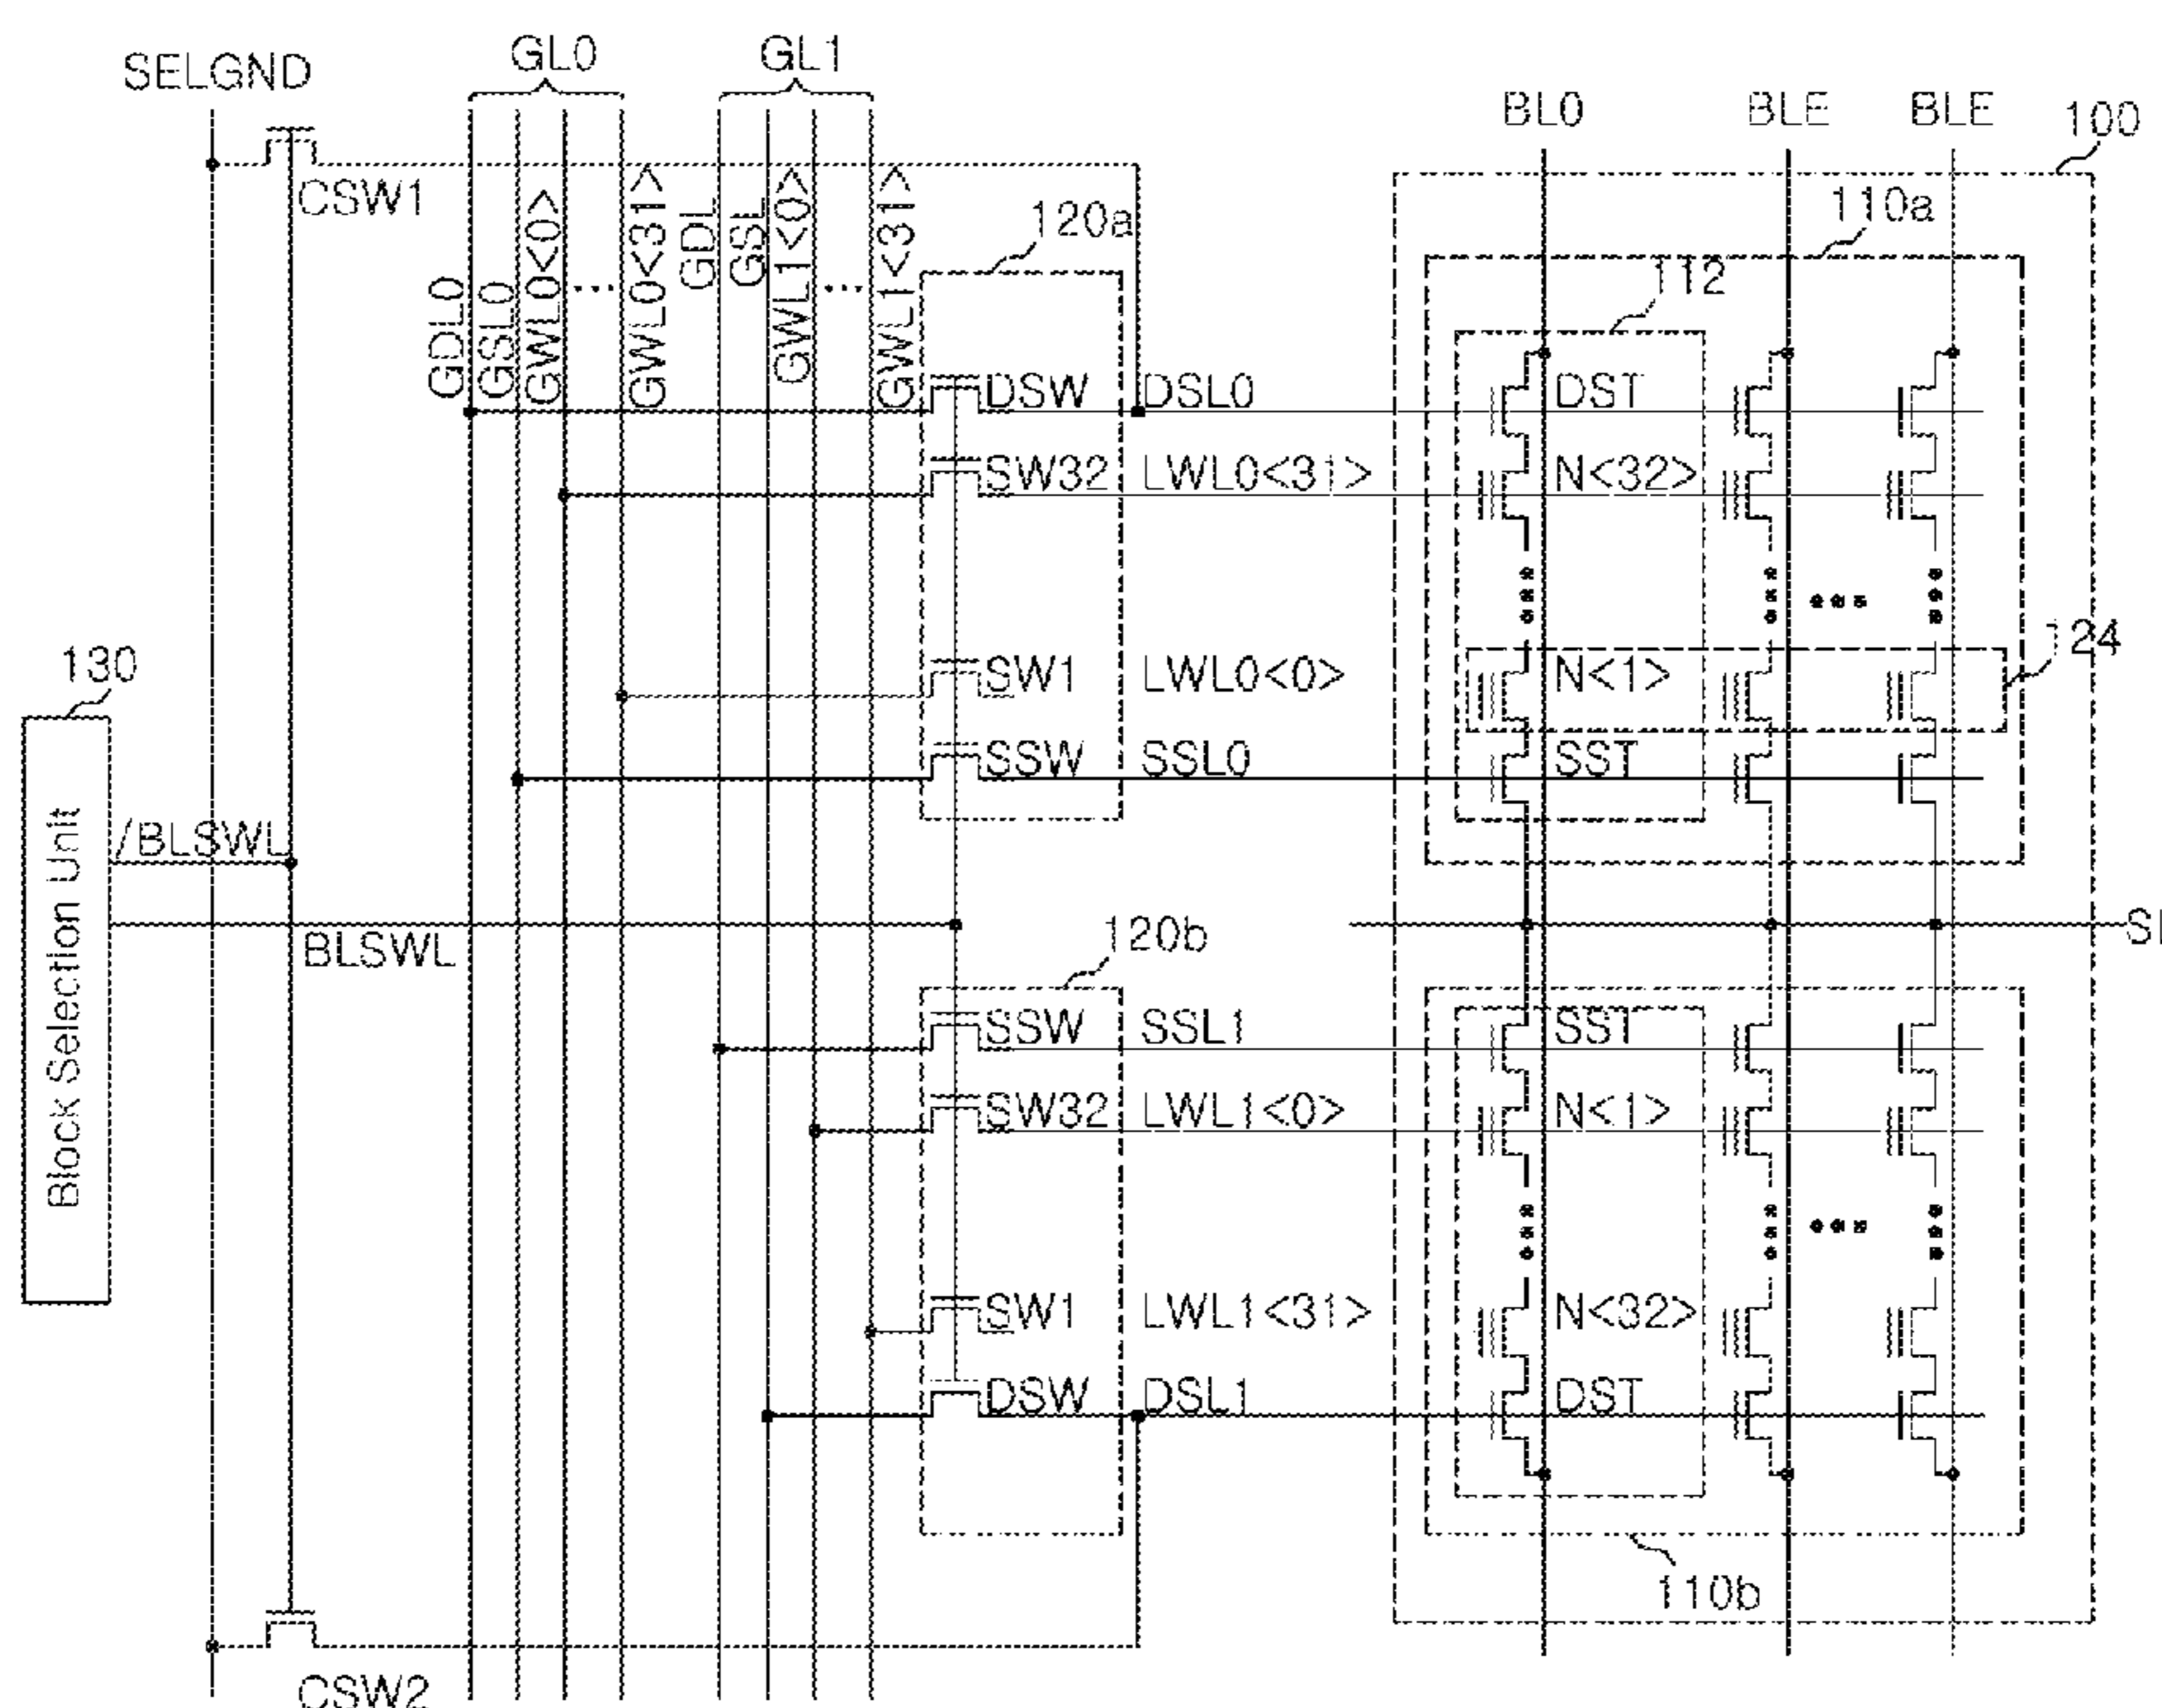 SELGND
GL0
GL1
BL0
BLE
BLE
100
CSW1
110a
120a
112
GDL0
GSL0
GWL0<0>
...
GWL0<31>
GDL
GSL
GWL1<0>
...
GWL1<31>
DSW
DSL0
DST
SW32
LWL0<31>
N<32>
124
130
SW1
LWL0<0>
N<1>
SSW
SSL0
SST
Block Selection Unit
/BLSWL
BLSWL
120b
SSW
SSL1
SST
SW32
LWL1<0>
N<1>
SW1
LWL1<31>
N<32>
DSW
DSL1
DST
110b
CSW2